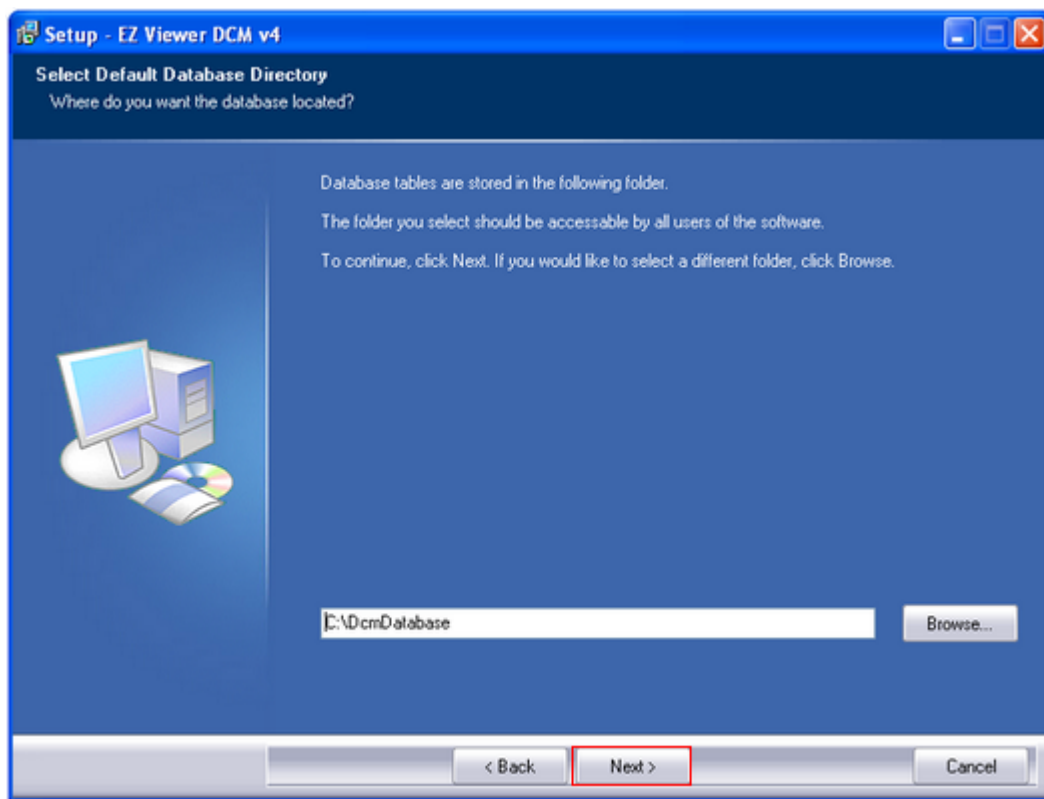 Setup - EZ Viewer DCM v4
Select Default Database Directory
Where do you want the database located?
Database tables are stored in the following folder.
The folder you select should be accessable by all users of the software.
To continue, click Next. If you would like to select a different folder, click Browse.
C:\DcmDatabase
Browse...
< Back
Next >
Cancel